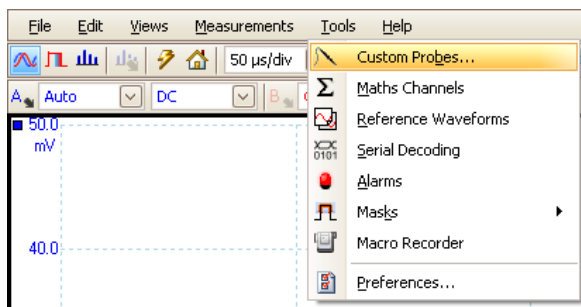 File Edit Views Measurements Tools Help
50 µs/div
Custom Probes...
A Auto DC B
Maths Channels
50.0
mV
Reference Waveforms
Serial Decoding
0101
Alarms
Masks
40.0
Macro Recorder
Preferences...